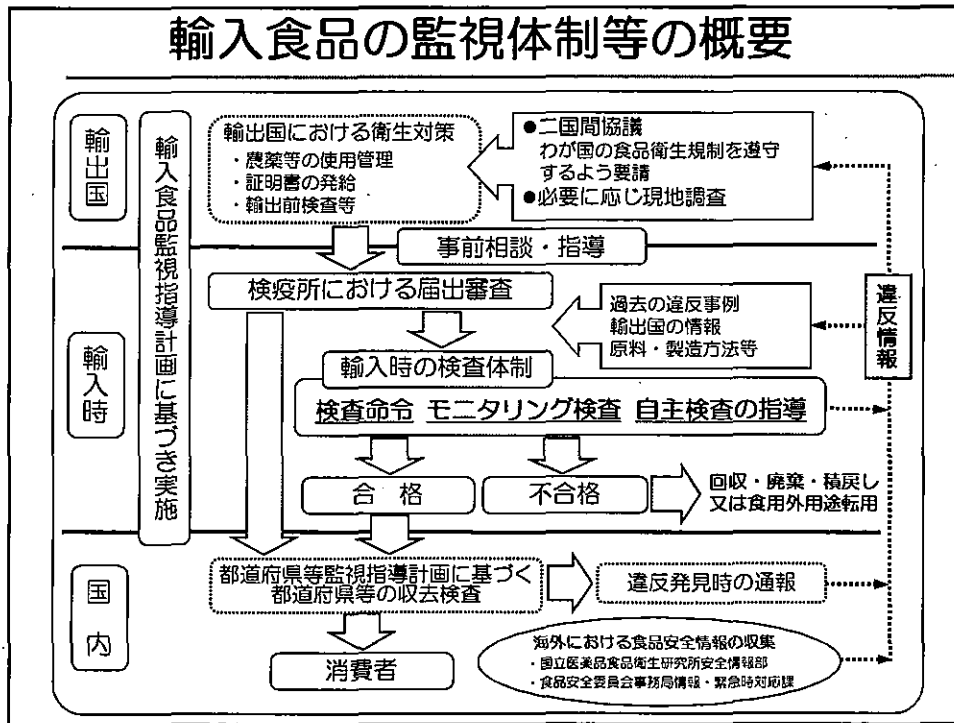 輸入食品の監視体制等の概要
輸出国
輸入食品監視指導計画に基づき実施
輸出国における衛生対策
・農薬等の使用管理
・証明書の発給
・輸出前検査等
●二国間協議
わが国の食品衛生規制を遵守
するよう要請
●必要に応じ現地調査
事前相談・指導
輸入時
検疫所における届出審査
過去の違反事例
輸出国の情報
原料・製造方法等
違反情報
輸入時の検査体制
検査命令 モニタリング検査 自主検査の指導
合 格
不合格
回収・廃棄・積戻し
又は食用外用途転用
国内
都道府県等監視指導計画に基づく
都道府県等の収去検査
違反発見時の通報
消費者
海外における食品安全情報の収集
・国立医薬品食品衛生研究所安全情報部
・食品安全委員会事務局情報・緊急時対応課